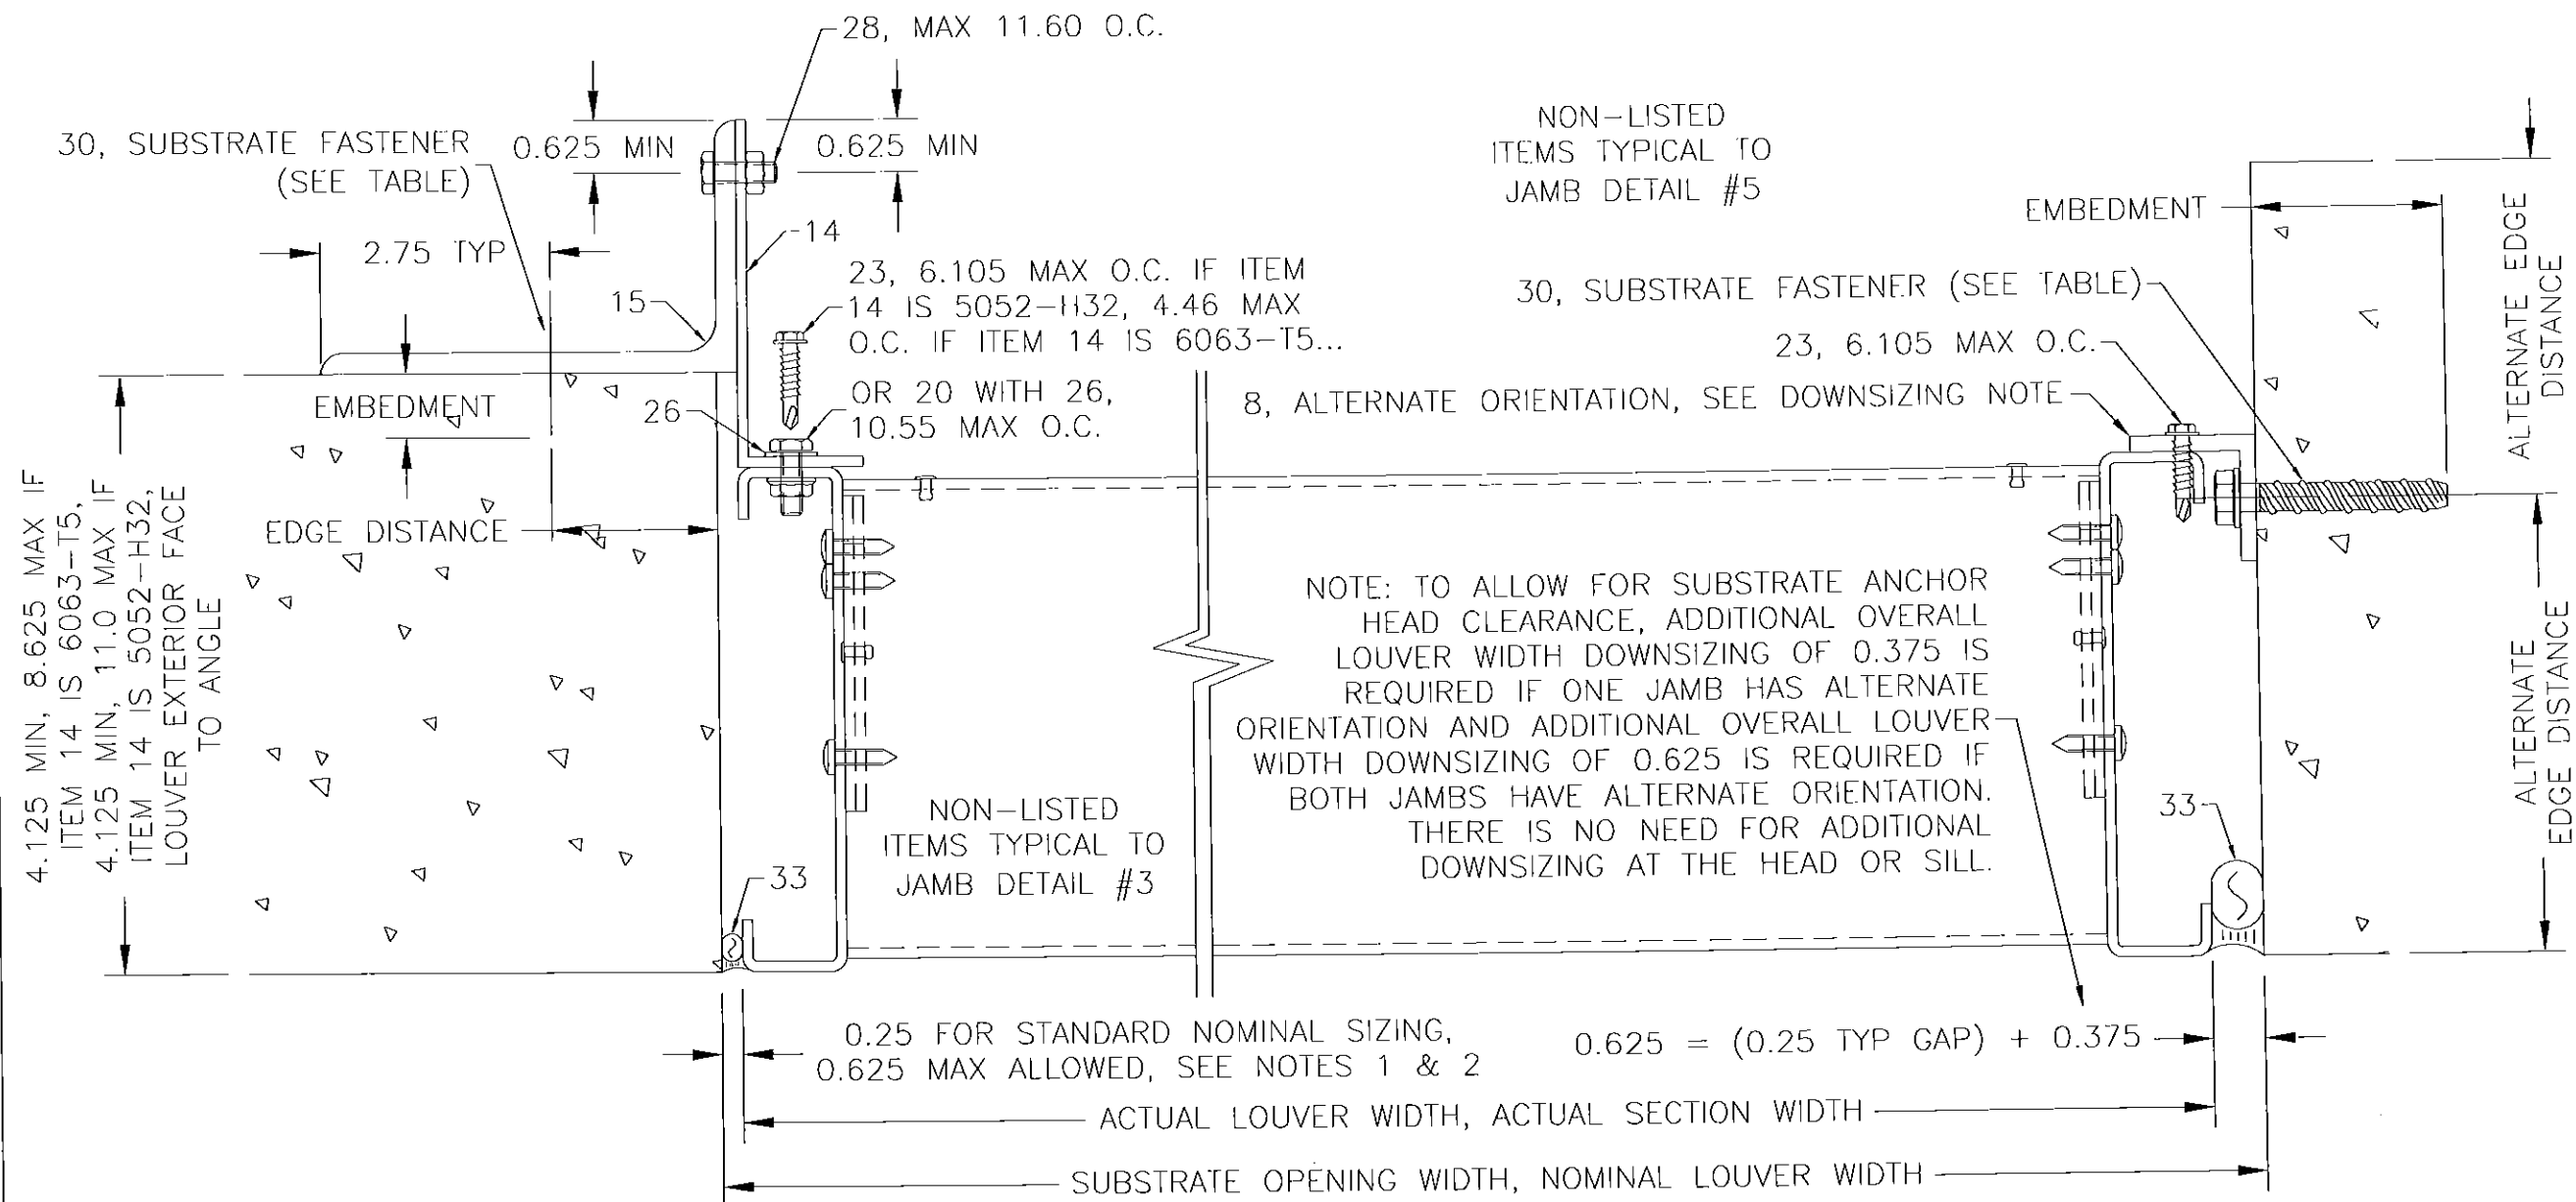 28, MAX 11.60 O.C.
30, SUBSTRATE FASTENER
(SEE TABLE)
0.625 MIN
0.625 MIN
NON-LISTED
ITEMS TYPICAL TO
JAMB DETAIL #5
EMBEDMENT
ALTERNATE EDGE
DISTANCE
2.75 TYP
14
15
23, 6.105 MAX O.C. IF ITEM
14 IS 5052-H32, 4.46 MAX
O.C. IF ITEM 14 IS 6063-T5...
OR 20 WITH 26,
10.55 MAX O.C.
26
30, SUBSTRATE FASTENER (SEE TABLE)
23, 6.105 MAX O.C.
8, ALTERNATE ORIENTATION, SEE DOWNSIZING NOTE
EMBEDMENT
EDGE DISTANCE
4.125 MIN, 8.625 MAX IF
ITEM 14 IS 6063-T5,
4.125 MIN, 11.0 MAX IF
ITEM 14 IS 5052-H32,
LOUVER EXTERIOR FACE
TO ANGLE
NOTE: TO ALLOW FOR SUBSTRATE ANCHOR
HEAD CLEARANCE, ADDITIONAL OVERALL
LOUVER WIDTH DOWNSIZING OF 0.375 IS
REQUIRED IF ONE JAMB HAS ALTERNATE
ORIENTATION AND ADDITIONAL OVERALL LOUVER
WIDTH DOWNSIZING OF 0.625 IS REQUIRED IF
BOTH JAMBS HAVE ALTERNATE ORIENTATION.
THERE IS NO NEED FOR ADDITIONAL
DOWNSIZING AT THE HEAD OR SILL.
ALTERNATE
EDGE DISTANCE
NON-LISTED
ITEMS TYPICAL TO
JAMB DETAIL #3
33
33
0.25 FOR STANDARD NOMINAL SIZING,
0.625 MAX ALLOWED, SEE NOTES 1 & 2
0.625 = (0.25 TYP GAP) + 0.375
ACTUAL LOUVER WIDTH, ACTUAL SECTION WIDTH
SUBSTRATE OPENING WIDTH, NOMINAL LOUVER WIDTH